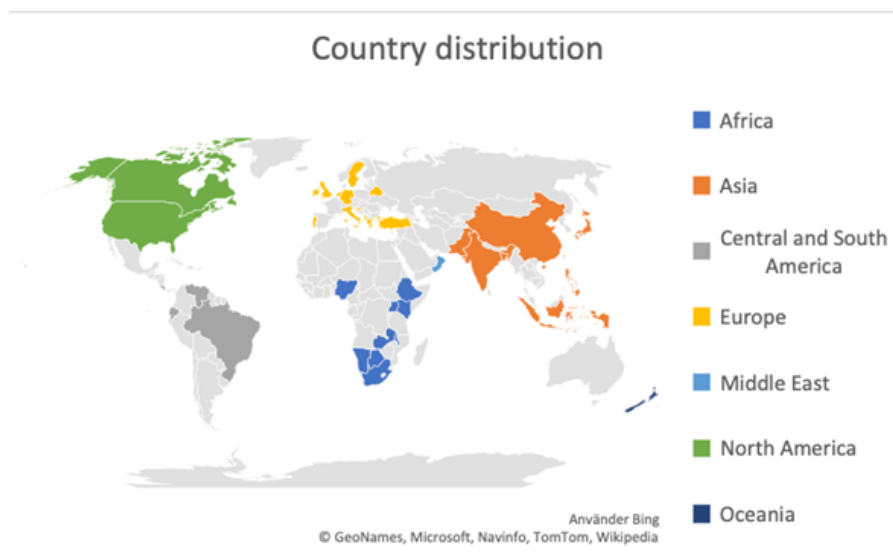 Country distribution
Africa
Asia
Central and South
America
Europe
Middle East
North America
Oceania
Använder Bing
© GeoNames, Microsoft, Navinfo, TomTom, Wikipedia